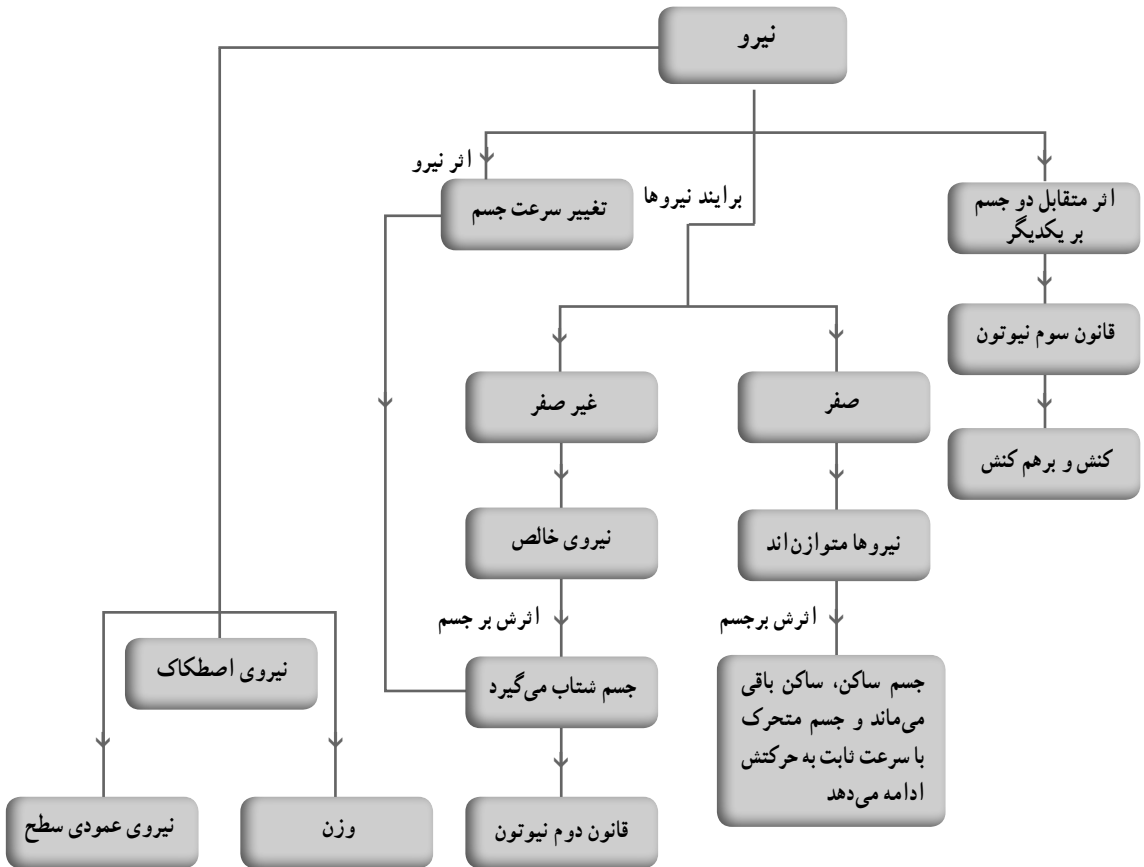 نیرو
اثر نیرو
تغییر سرعت جسم
برایند نیروها
اثر متقابل دو جسم
بر یکدیگر
قانون سوم نیوتون
کنش و برهم کنش
غیر صفر
صفر
نیروی خالص
نیروها متوازن‌اند
اثرش بر جسم
اثرش برجسم
نیروی اصطکاک
جسم شتاب می‌گیرد
جسم ساکن، ساکن باقی
می‌ماند و جسم متحرک
با سرعت ثابت به حرکتش
ادامه می‌دهد
نیروی عمودی سطح
وزن
قانون دوم نیوتون